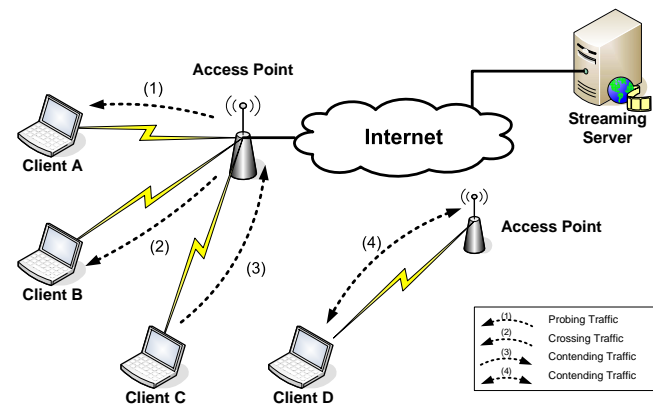 Access Point
(1)
Client A
Internet
Streaming
Server
(2)
Client B
(3)
(4)
Access Point
Client C
Client D
(1) Probing Traffic
(2) Crossing Traffic
(3) Contending Traffic
(4) Contending Traffic